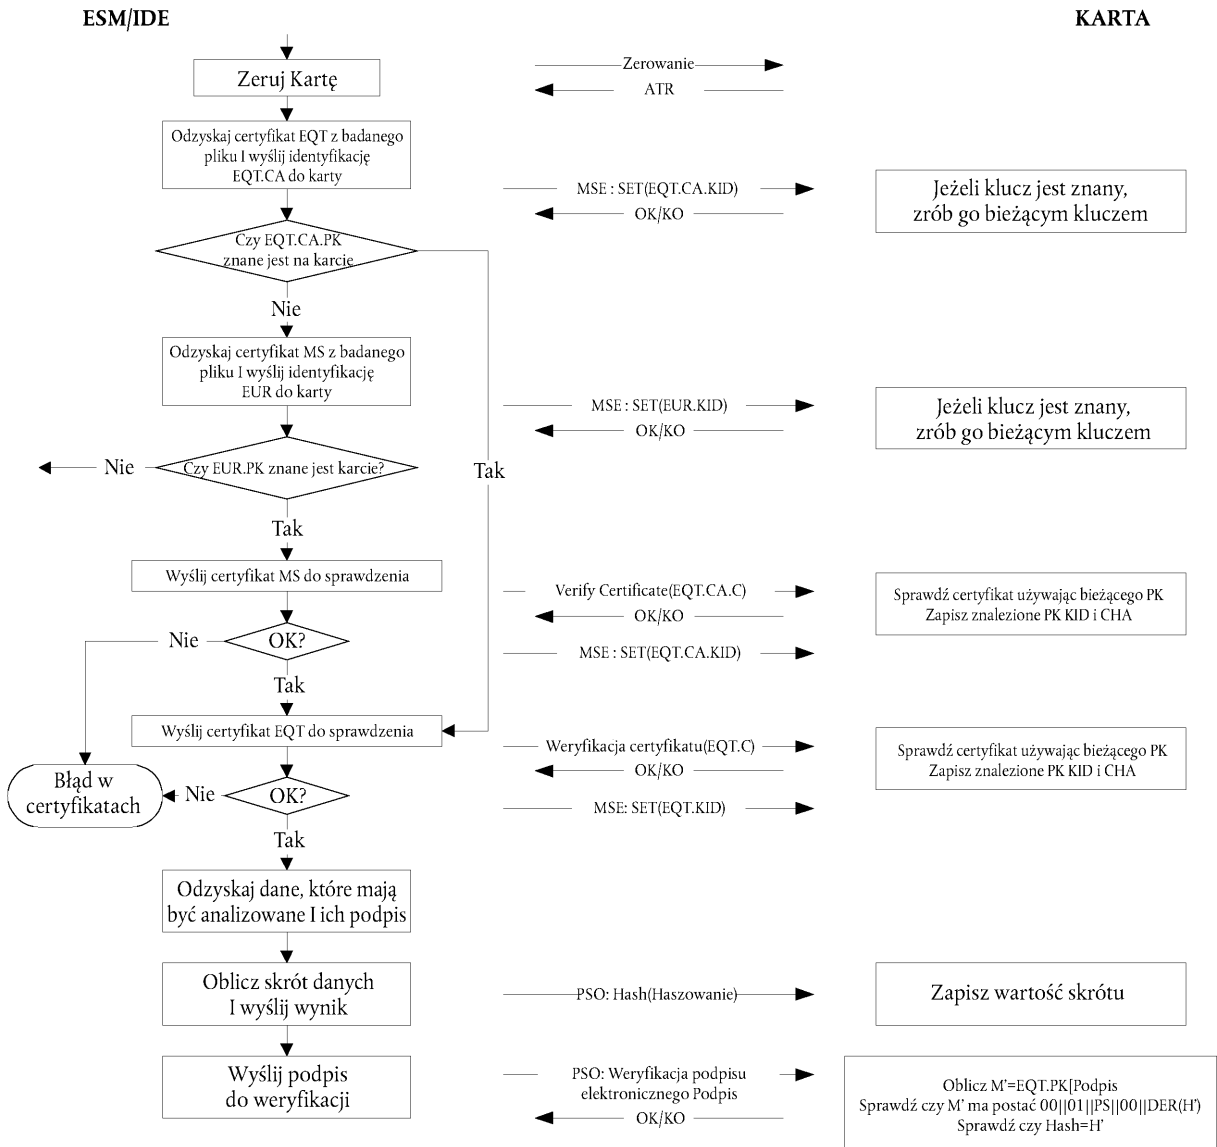 ESM/IDE
KARTA
Zeruj Kartę
Zerowanie
ATR
Odzyskaj certyfikat EQT z badanego
pliku I wyślij identyfikację
EQT.CA do karty
MSE : SET(EQT.CA.KID)
OK/KO
Jeżeli klucz jest znany,
zrób go bieżącym kluczem
Czy EQT.CA.PK
znane jest na karcie
Nie
Odzyskaj certyfikat MS z badanego
pliku I wyślij identyfikację
EUR do karty
MSE : SET(EUR.KID)
OK/KO
Jeżeli klucz jest znany,
zrób go bieżącym kluczem
Nie
Czy EUR.PK znane jest karcie?
Tak
Tak
Wyślij certyfikat MS do sprawdzenia
Verify Certificate(EQT.CA.C)
OK/KO
Sprawdź certyfikat używając bieżącego PK
Zapisz znalezione PK KID i CHA
Nie
OK?
MSE : SET(EQT.CA.KID)
Tak
Wyślij certyfikat EQT do sprawdzenia
Weryfikacja certyfikatu(EQT.C)
OK/KO
Sprawdź certyfikat używając bieżącego PK
Zapisz znalezione PK KID i CHA
Błąd w
certyfikatach
Nie
OK?
MSE: SET(EQT.KID)
Tak
Odzyskaj dane, które mają
być analizowane I ich podpis
Oblicz skrót danych
I wyślij wynik
PSO: Hash(Haszowanie)
Zapisz wartość skrótu
Wyślij podpis
do weryfikacji
PSO: Weryfikacja podpisu
elektronicznego Podpis
OK/KO
Oblicz M'=EQT.PK[Podpis
Sprawdź czy M' ma postać 00||01||PS||00||DER(H')
Sprawdź czy Hash=H'